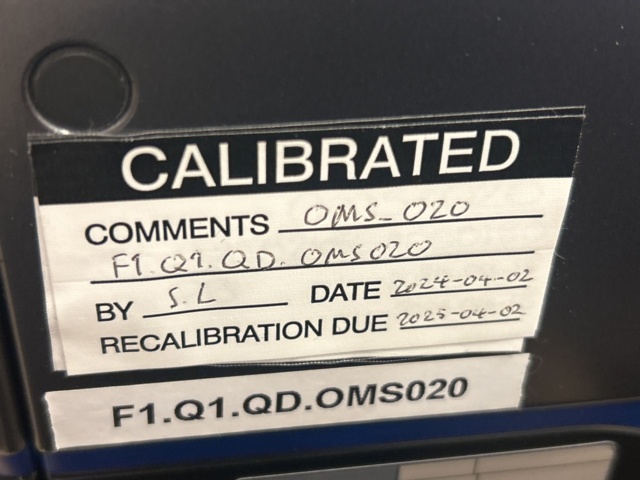 CALIBRATED
COMMENTS OMS_020
F1.Q1.QD.OMS020
BY S.L DATE 2024-04-02
RECALIBRATION DUE 2025-04-02
F1.Q1.QD.OMS020